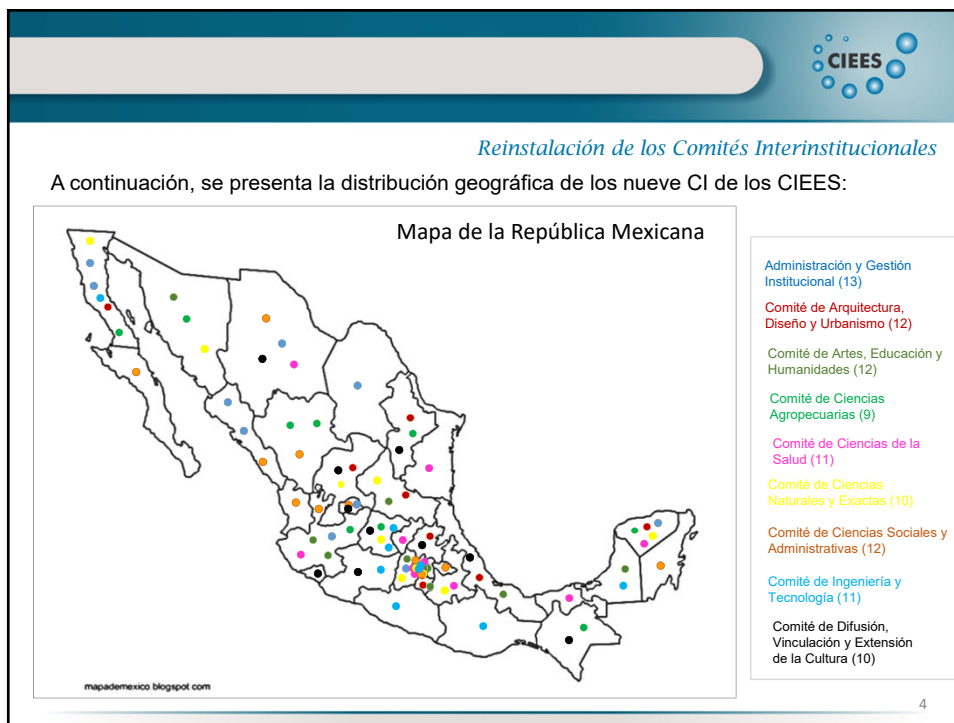 CIEES
Reinstalación de los Comités Interinstitucionales
A continuación, se presenta la distribución geográfica de los nueve CI de los CIEES:
Mapa de la República Mexicana
Administración y Gestión
Institucional (13)
Comité de Arquitectura,
Diseño y Urbanismo (12)
Comité de Artes, Educación y
Humanidades (12)
Comité de Ciencias
Agropecuarias (9)
Comité de Ciencias de la
Salud (11)
Comité de Ciencias
Naturales y Exactas (10)
Comité de Ciencias Sociales y
Administrativas (12)
Comité de Ingeniería y
Tecnología (11)
Comité de Difusión,
Vinculación y Extensión
de la Cultura (10)
mapademexico blogspot com
4